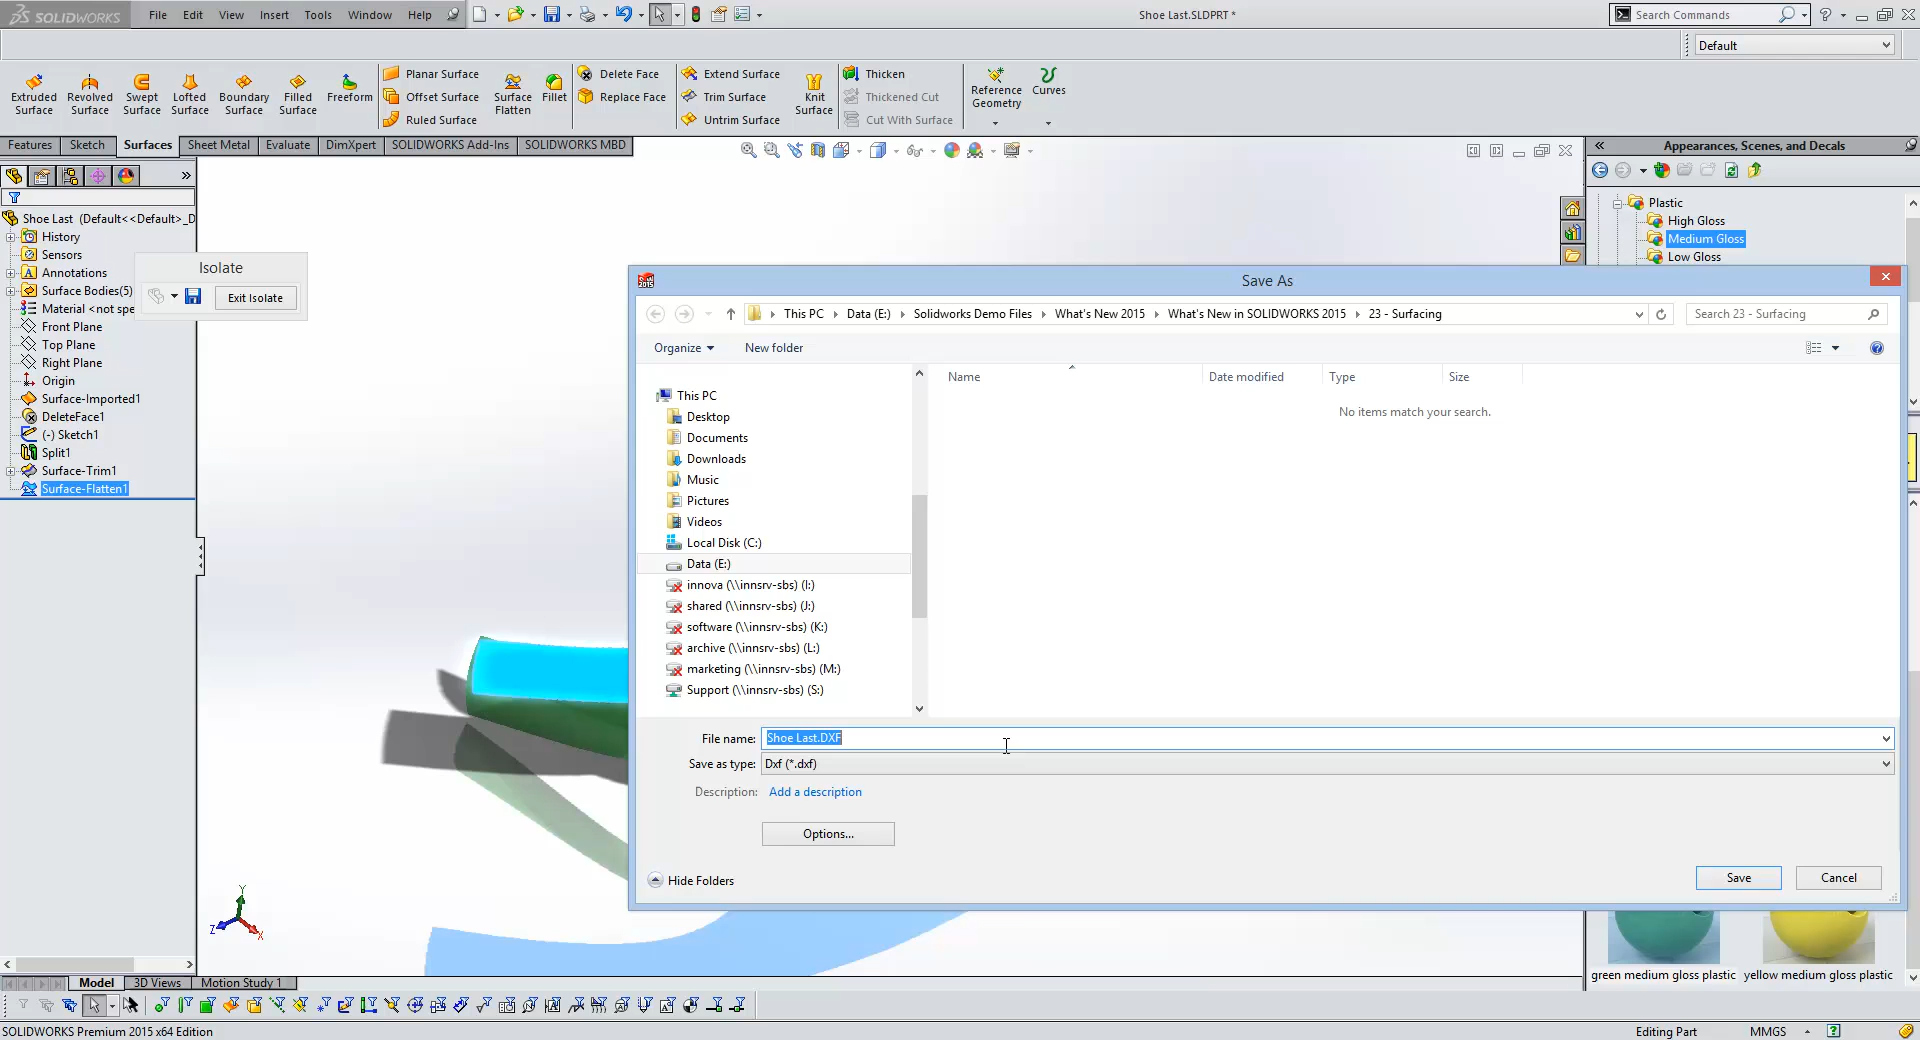 SOLIDWORKS File Edit View Insert Tools Window Help Shoe Last.SLDPRT * Search Commands
Default
Extruded Surface
Revolved Surface
Swept Surface
Lofted Surface
Boundary Surface
Filled Surface
Freeform
Planar Surface
Offset Surface
Ruled Surface
Surface Flatten
Fillet
Delete Face
Replace Face
Extend Surface
Trim Surface
Untrim Surface
Knit Surface
Thicken
Thickened Cut
Cut With Surface
Reference Geometry
Curves
Features Sketch Surfaces Sheet Metal Evaluate DimXpert SOLIDWORKS Add-Ins SOLIDWORKS MBD
Appearances, Scenes, and Decals
Plastic
High Gloss
Medium Gloss
Low Gloss
Shoe Last (Default<<Default>_D
History
Sensors
Annotations
Surface Bodies(5)
Material <not spe
Front Plane
Top Plane
Right Plane
Origin
Surface-Imported1
DeleteFace1
(-) Sketch1
Split1
Surface-Trim1
Surface-Flatten1
Isolate
Exit Isolate
Save As
This PC Data (E:) Solidworks Demo Files What's New 2015 What's New in SOLIDWORKS 2015 23 - Surfacing
Search 23 - Surfacing
Organize New folder
Name Date modified Type Size
No items match your search.
This PC
Desktop
Documents
Downloads
Music
Pictures
Videos
Local Disk (C:)
Data (E:)
innova (\\innsrv-sbs) (I:)
shared (\\innsrv-sbs) (J:)
software (\\innsrv-sbs) (K:)
archive (\\innsrv-sbs) (L:)
marketing (\\innsrv-sbs) (M:)
Support (\\innsrv-sbs) (S:)
File name: Shoe Last.DXF
Save as type: Dxf (*.dxf)
Description: Add a description
Options...
Hide Folders
Save Cancel
Y
Z
X
green medium gloss plastic yellow medium gloss plastic
Model 3D Views Motion Study 1
SOLIDWORKS Premium 2015 x64 Edition Editing Part MMGS